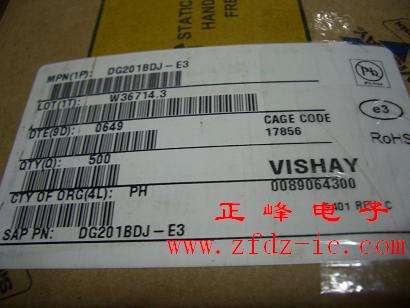 STATIC
HAND
FREE
MPN(1P): DG201BDJ-E3
LOT(1T): W36714.3
DTE(9D): 0649
CAGE CODE
17856
QTY(Q): 500
VISHAY
0089064300
CTY OF ORG(4L): PH
SAP PN: DG201BDJ-E3
Pb
e3
RoHS
正峰电子
www.zfdz-ic.com